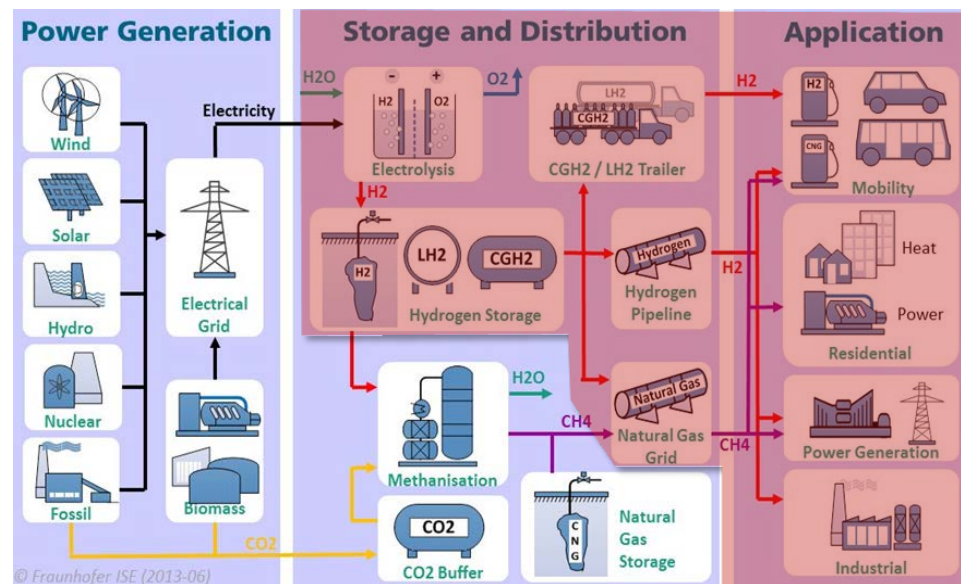 Power Generation
Storage and Distribution
Application
Wind
Solar
Hydro
Nuclear
Fossil
Electricity
Electrical
Grid
Biomass
CO2
© Fraunhofer ISE (2013-06)
H2O
- +
H2 O2
Electrolysis
O2
LH2
CGH2
CGH2 / LH2 Trailer
H2
H2
H2
LH2
CGH2
Hydrogen Storage
Hydrogen
Hydrogen
Pipeline
H2
H2O
Methanisation
CH4
Natural Gas
Natural Gas
Grid
CH4
CO2
CO2 Buffer
C
N
G
Natural
Gas
Storage
H2
CNG
Mobility
Heat
Power
Residential
Power Generation
Industrial